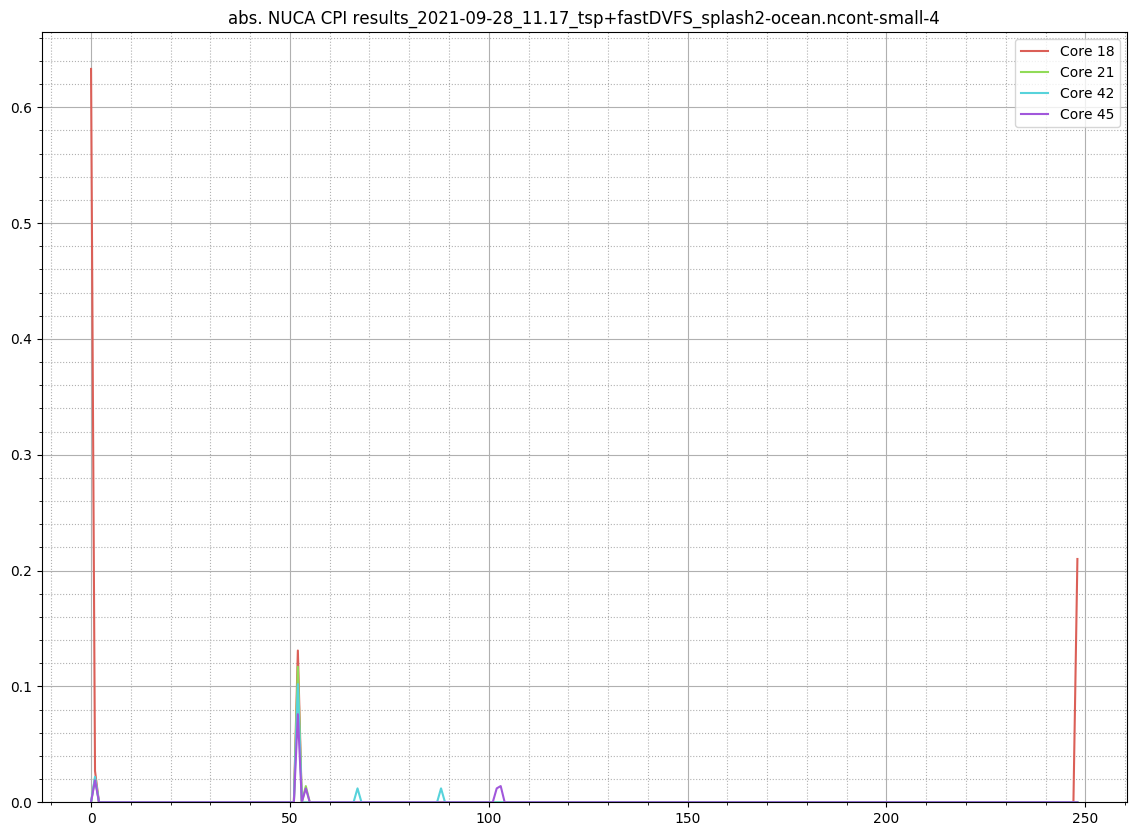 abs. NUCA CPI results_2021-09-28_11.17_tsp+fastDVFS_splash2-ocean.ncont-small-4
Core 18
Core 21
Core 42
Core 45
0.6
0.5
0.4
0.3
0.2
0.1
0.0
0 50 100 150 200 250